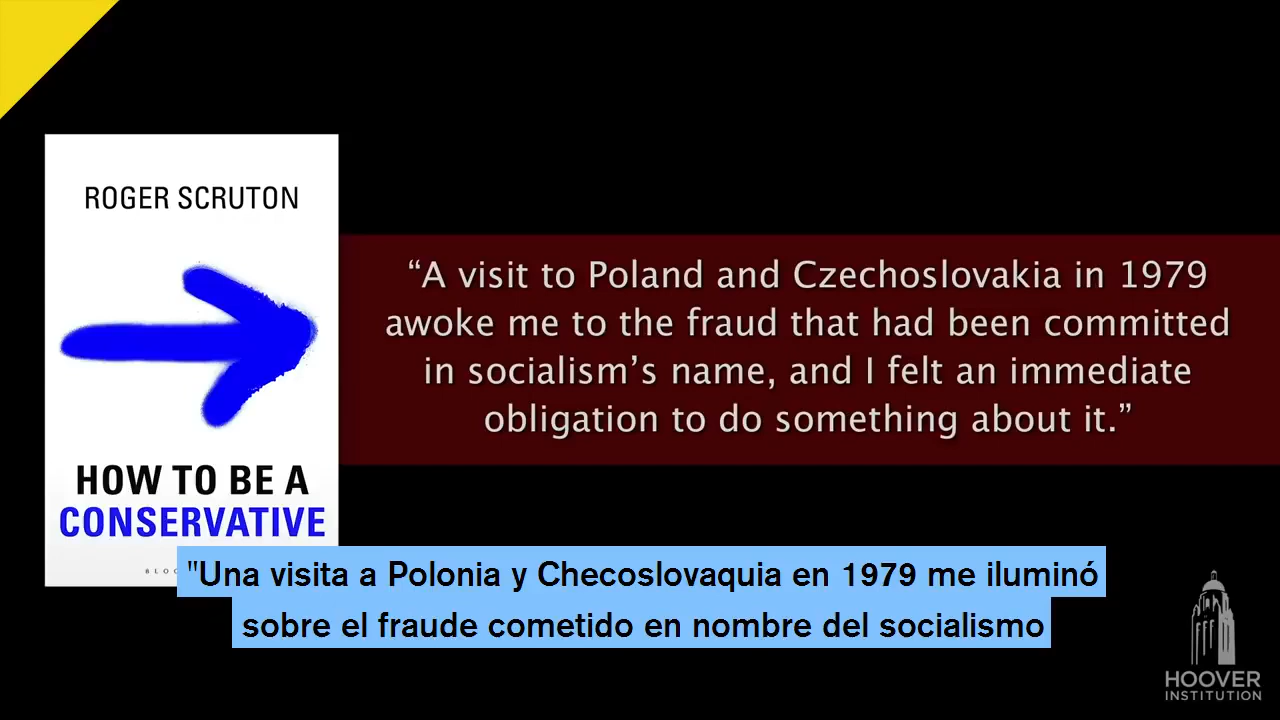 ROGER SCRUTON
HOW TO BE A
CONSERVATIVE
“A visit to Poland and Czechoslovakia in 1979
awoke me to the fraud that had been committed
in socialism’s name, and I felt an immediate
obligation to do something about it.”
"Una visita a Polonia y Checoslovaquia en 1979 me iluminó
sobre el fraude cometido en nombre del socialismo
HOOVER
INSTITUTION